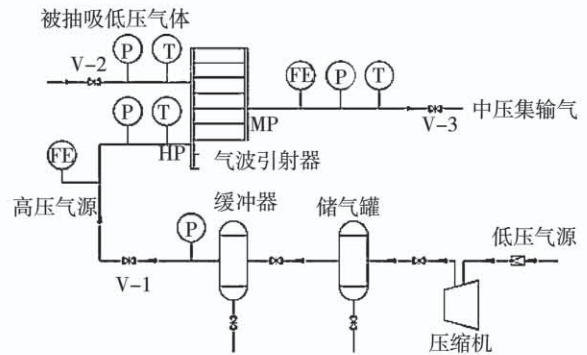 被抽吸低压气体
P T
V-2
FE P T
MP
V-3
中压集输气
P T
HP
气波引射器
FE
高压气源
缓冲器
储气罐
低压气源
P
V-1
压缩机